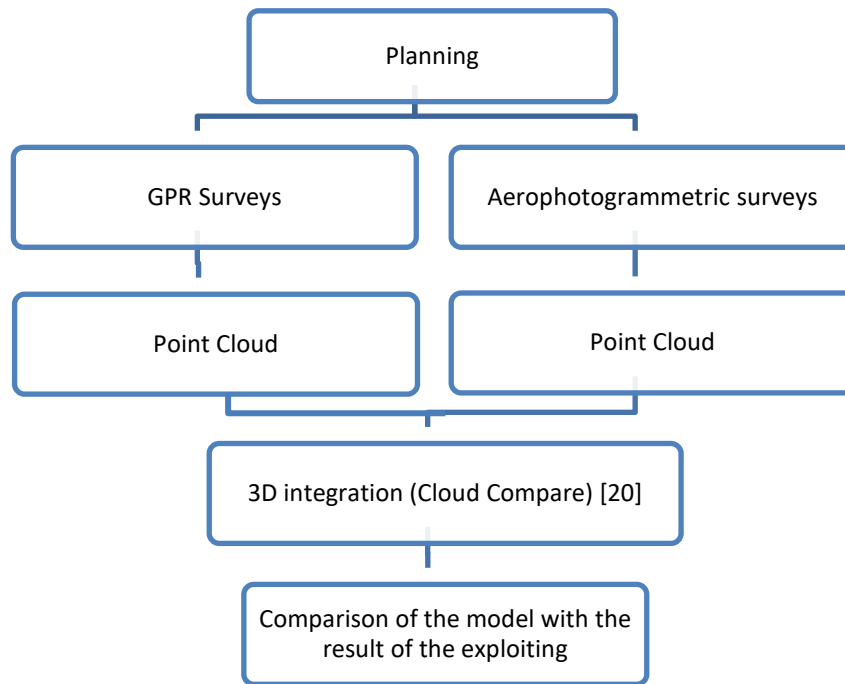 Planning
GPR Surveys
Aerophotogrammetric surveys
Point Cloud
Point Cloud
3D integration (Cloud Compare) [20]
Comparison of the model with the
result of the exploiting